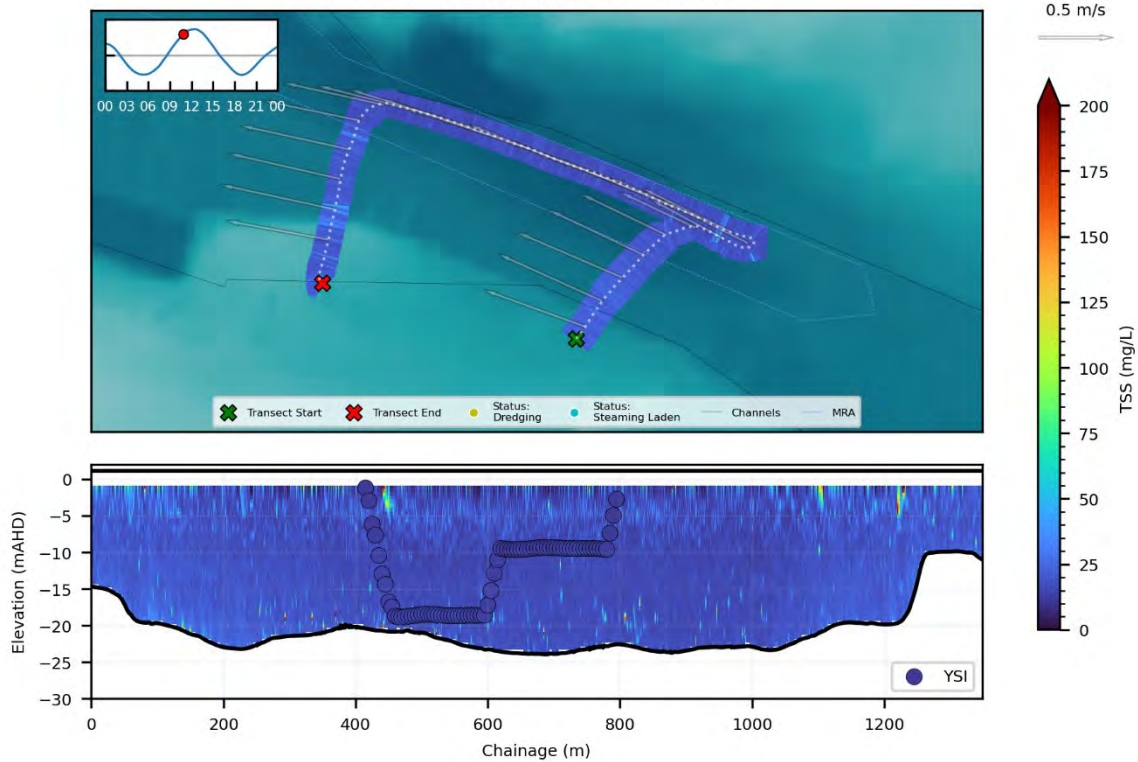 0.5 m/s
00 03 06 09 12 15 18 21 00
Transect Start
Transect End
Status:
Dredging
Status:
Steaming Laden
Channels
MRA
200
175
150
125
100
75
50
25
0
TSS (mg/L)
0
−5
−10
−15
−20
−25
−30
Elevation (mAHD)
YSI
0 200 400 600 800 1000 1200
Chainage (m)